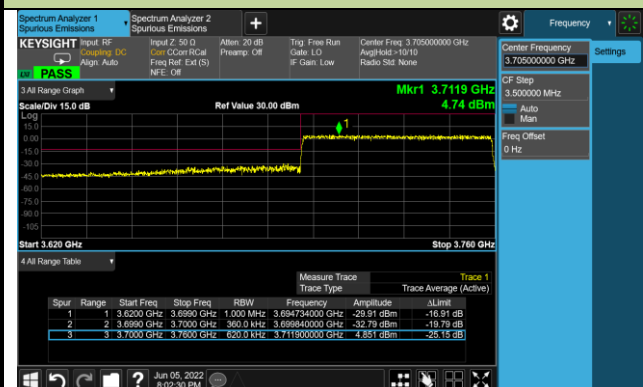 Spectrum Analyzer 1
Spurious Emissions
Spectrum Analyzer 2
Spurious Emissions
+
Frequency
KEYSIGHT
Input: RF
Coupling: DC
Align: Auto
Input Z: 50 Ω
Corr CCorr RCal
Freq Ref: Ext (S)
NFE: Off
Atten: 20 dB
Preamp: Off
Trig: Free Run
Gate: LO
IF Gain: Low
Center Freq: 3.705000000 GHz
Avg|Hold:>10/10
Radio Std: None
PASS
Center Frequency
3.705000000 GHz
Settings
CF Step
3.500000 MHz
Auto
Man
Freq Offset
0 Hz
3 All Range Graph
Mkr1 3.7119 GHz
Scale/Div 15.0 dB
Ref Value 30.00 dBm
4.74 dBm
Log
15.0
0.00
-15.0
-30.0
-45.0
-60.0
-75.0
-90.0
-105
1
Start 3.620 GHz
Stop 3.760 GHz
4 All Range Table
Measure Trace Trace 1
Trace Type Trace Average (Active)
Spur Range Start Freq Stop Freq RBW Frequency Amplitude ΔLimit
1 1 3.6200 GHz 3.6990 GHz 1.000 MHz 3.694734000 GHz -29.91 dBm -16.91 dB
2 2 3.6990 GHz 3.7000 GHz 360.0 kHz 3.699840000 GHz -32.79 dBm -19.79 dB
3 3 3.7000 GHz 3.7600 GHz 620.0 kHz 3.711900000 GHz 4.851 dBm -25.15 dB
?
Jun 05, 2022
8:02:30 PM